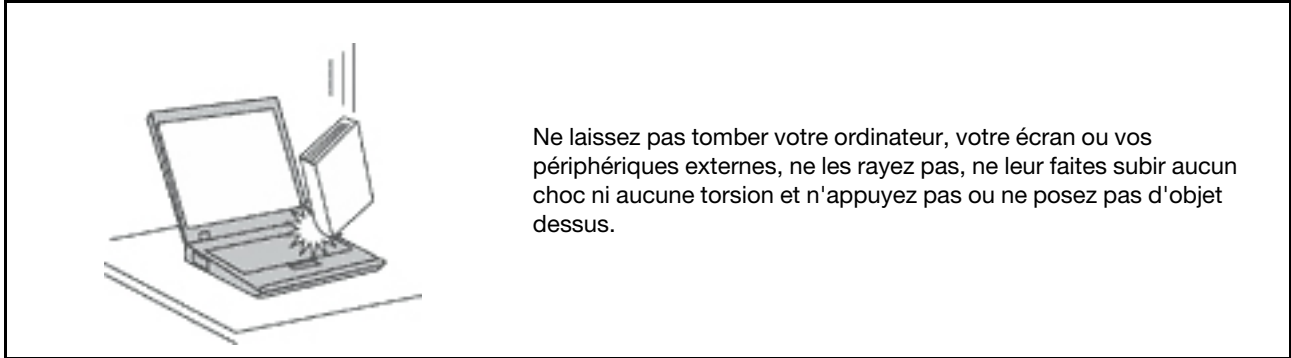 Ne laissez pas tomber votre ordinateur, votre écran ou vos
périphériques externes, ne les rayez pas, ne leur faites subir aucun
choc ni aucune torsion et n'appuyez pas ou ne posez pas d'objet
dessus.